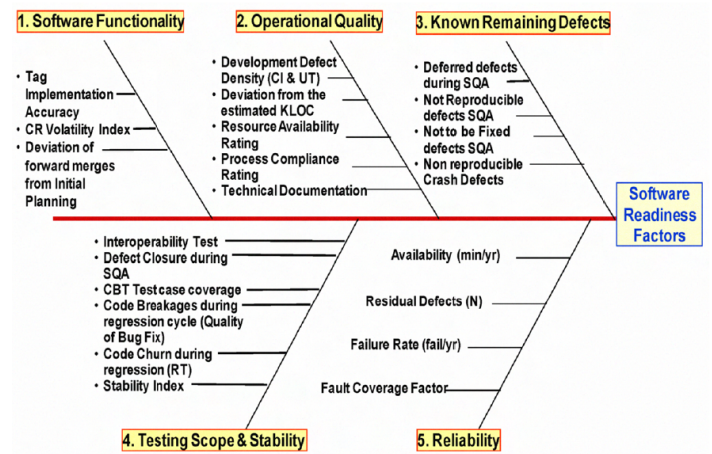 1. Software Functionality
• Tag
Implementation
Accuracy
• CR Volatility Index
• Deviation of
forward merges
from Initial
Planning
2. Operational Quality
• Development Defect
Density (CI & UT)
• Deviation from the
estimated KLOC
• Resource Availability
Rating
• Process Compliance
Rating
• Technical Documentation
3. Known Remaining Defects
• Deferred defects
during SQA
• Not Reproducible
defects SQA
• Not to be Fixed
defects SQA
• Non reproducible
Crash Defects
Software
Readiness
Factors
• Interoperability Test
• Defect Closure during
SQA
• CBT Testcase coverage
• Code Breakages during
regression cycle (Quality
of Bug Fix)
• Code Churn during
regression (RT)
• Stability Index
4. Testing Scope & Stability
Availability (min/yr)
Residual Defects (N)
Failure Rate (fail/yr)
Fault Coverage Factor
5. Reliability